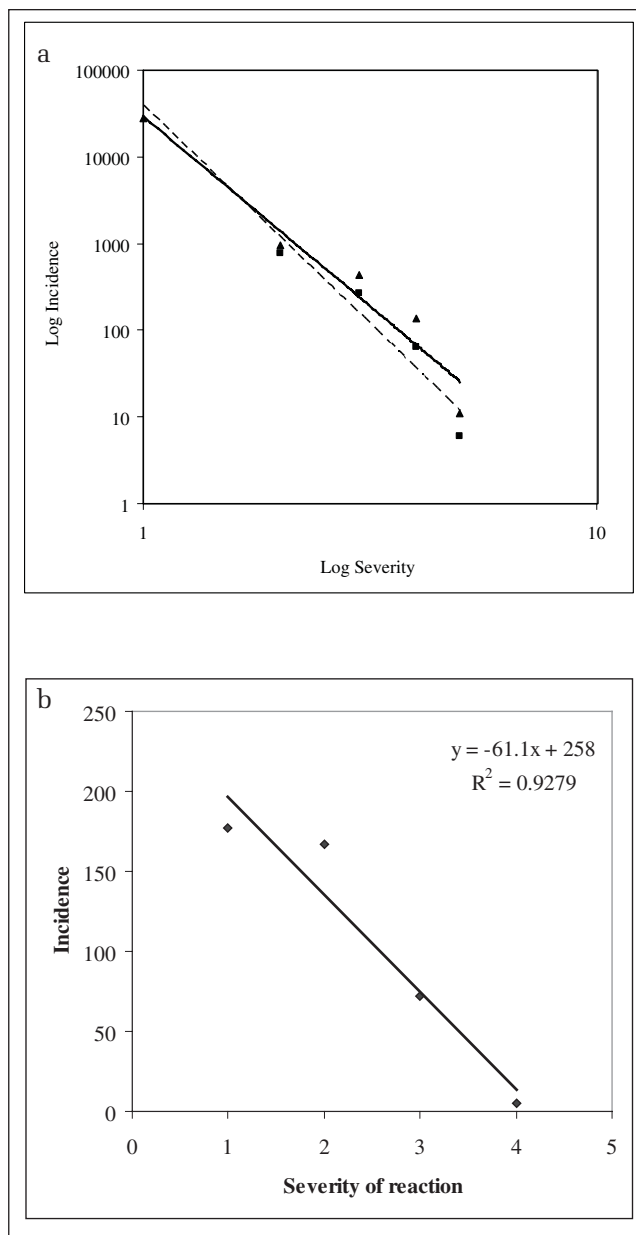 a
100000
10000
1000
100
10
1
1
10
Log Incidence
Log Severity
b
250
200
150
100
50
0
0
1
2
3
4
5
y = -61.1x + 258
R² = 0.9279
Incidence
Severity of reaction